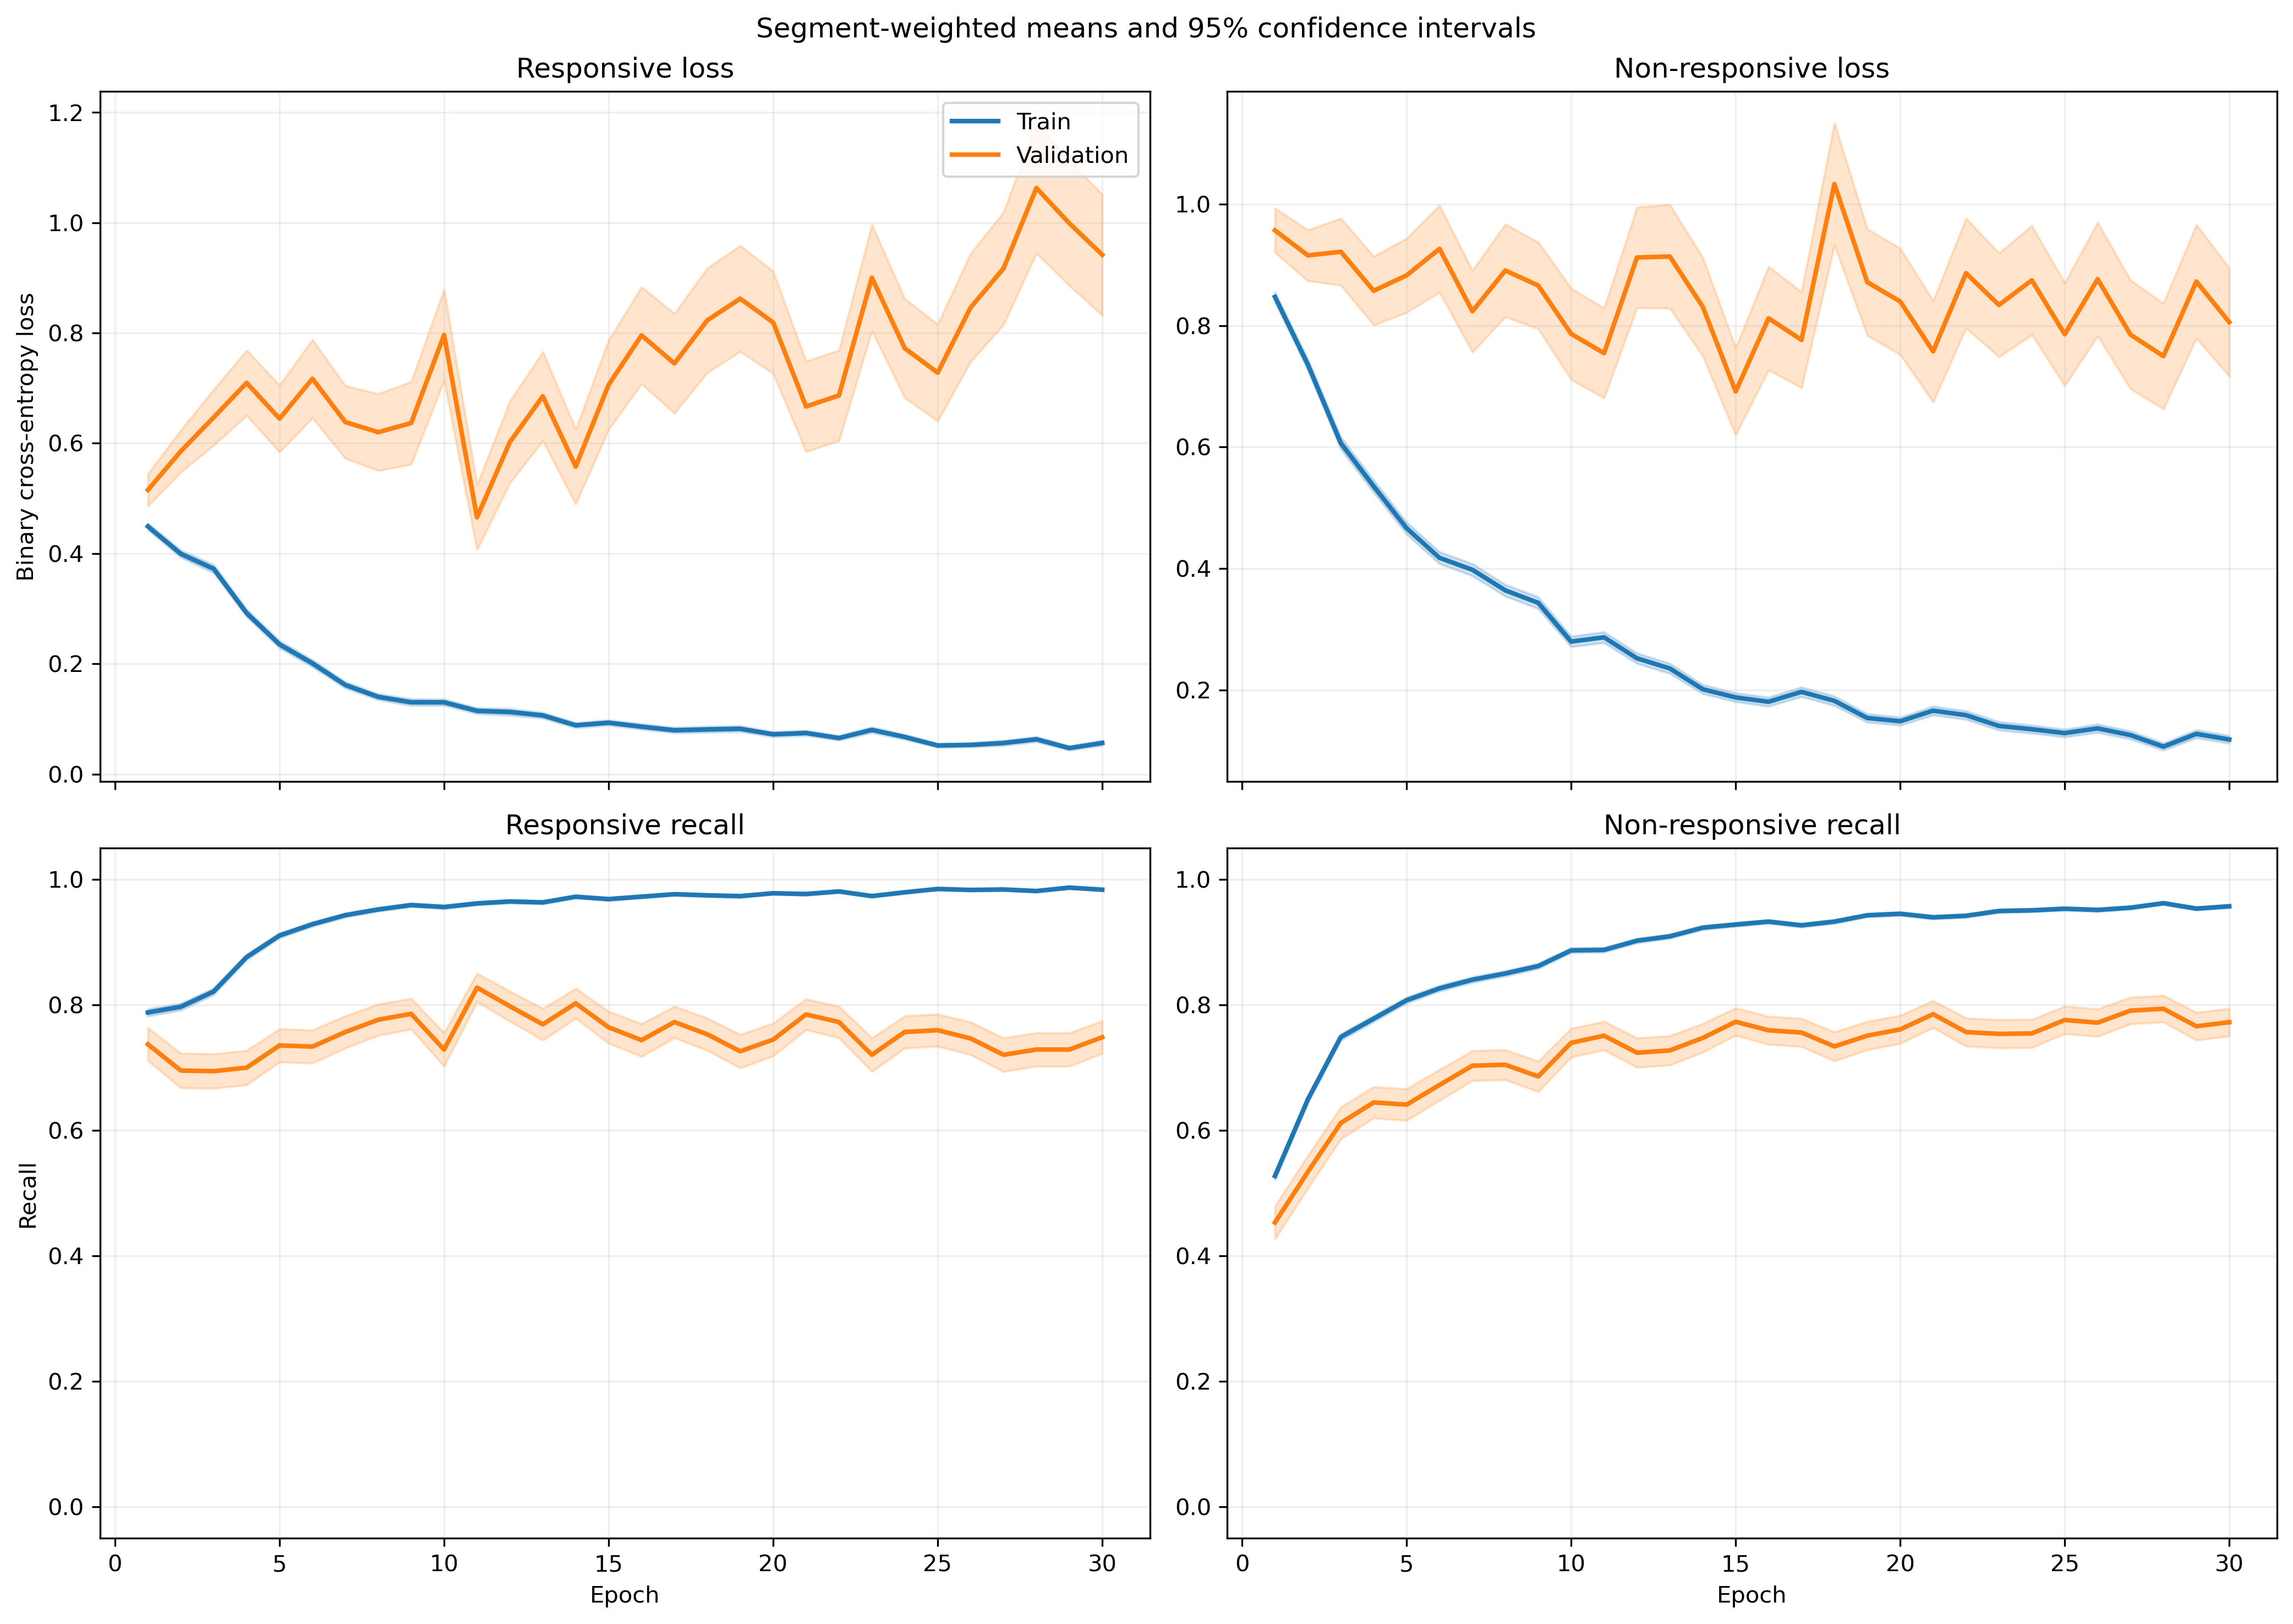 Segment-weighted means and 95% confidence intervals
Responsive loss
Non-responsive loss
Binary cross-entropy loss
1.2
1.0
0.8
0.6
0.4
0.2
0.0
Train
Validation
1.0
0.8
0.6
0.4
0.2
Responsive recall
Non-responsive recall
Recall
1.0
0.8
0.6
0.4
0.2
0.0
0 5 10 15 20 25 30
Epoch
1.0
0.8
0.6
0.4
0.2
0.0
0 5 10 15 20 25 30
Epoch